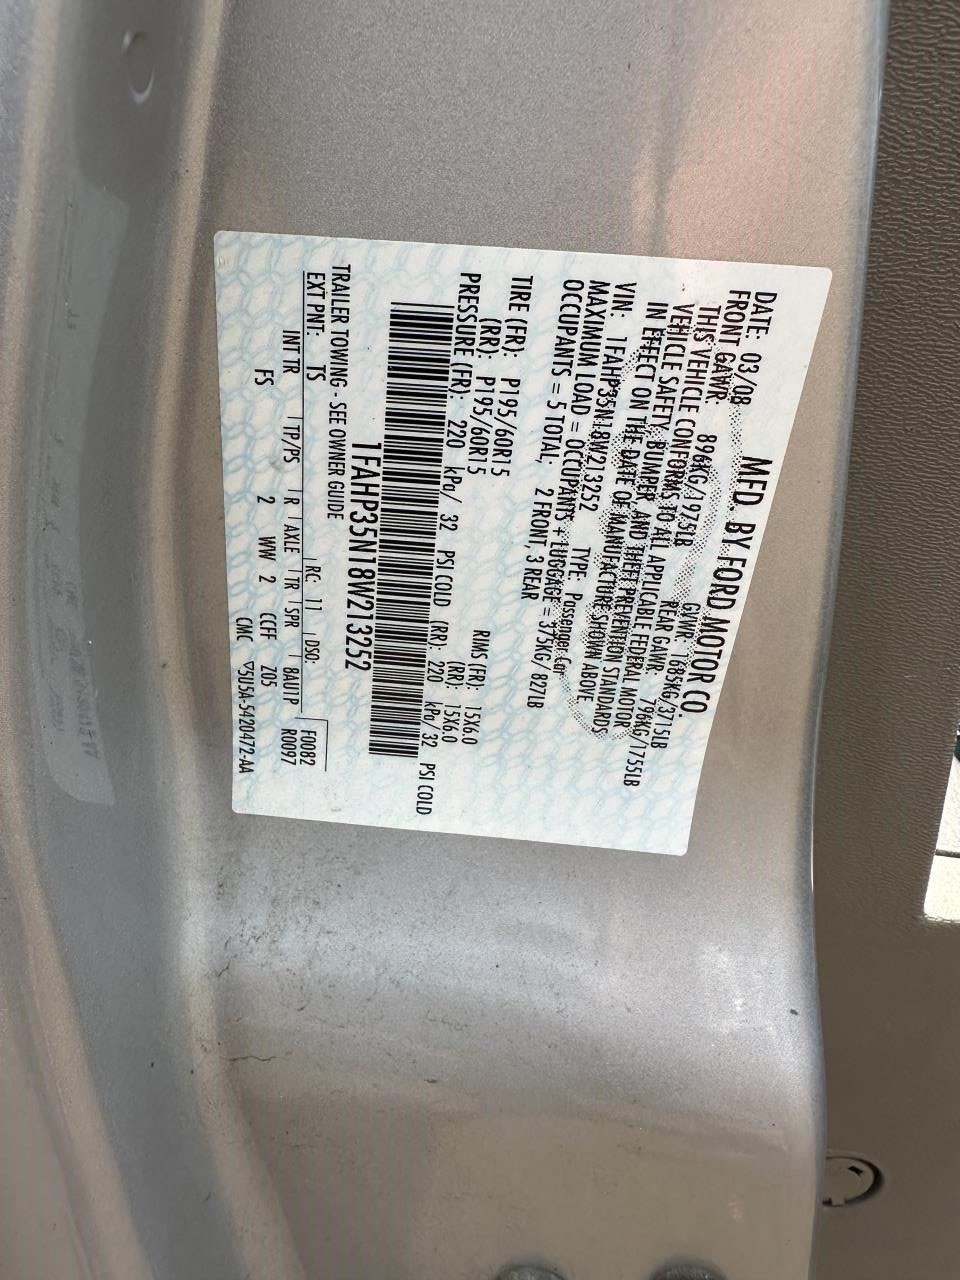 MFD. BY FORD MOTOR CO.
DATE: 03/08 GVWR: 1685KG/3715LB
FRONT GAWR: 896KG/1975LB REAR GAWR: 796KG/1755LB
THIS VEHICLE CONFORMS TO ALL APPLICABLE FEDERAL MOTOR
VEHICLE SAFETY, BUMPER, AND THEFT PREVENTION STANDARDS
IN EFFECT ON THE DATE OF MANUFACTURE SHOWN ABOVE
VIN: 1FAHP35N18W213252 TYPE: Passenger Car
MAXIMUM LOAD = OCCUPANTS + LUGGAGE = 375KG/ 827LB
OCCUPANTS = 5 TOTAL; 2 FRONT, 3 REAR
TIRE (FR): P195/60R15 RIMS (FR): 15X6.0
(RR): P195/60R15 (RR): 15X6.0
PRESSURE (FR): 220 kPa/ 32 PSI COLD (RR): 220 kPa/ 32 PSI COLD
1FAHP35N18W213252
TRAILER TOWING - SEE OWNER GUIDE
EXT PNT: TS RC: 11 DSO: F0082
INT TR TP/PS R AXLE TR SPR 8AU1P R0097
FS 2 WW 2 CCFF Z05
CMC ▽5U5A-5420472-AA